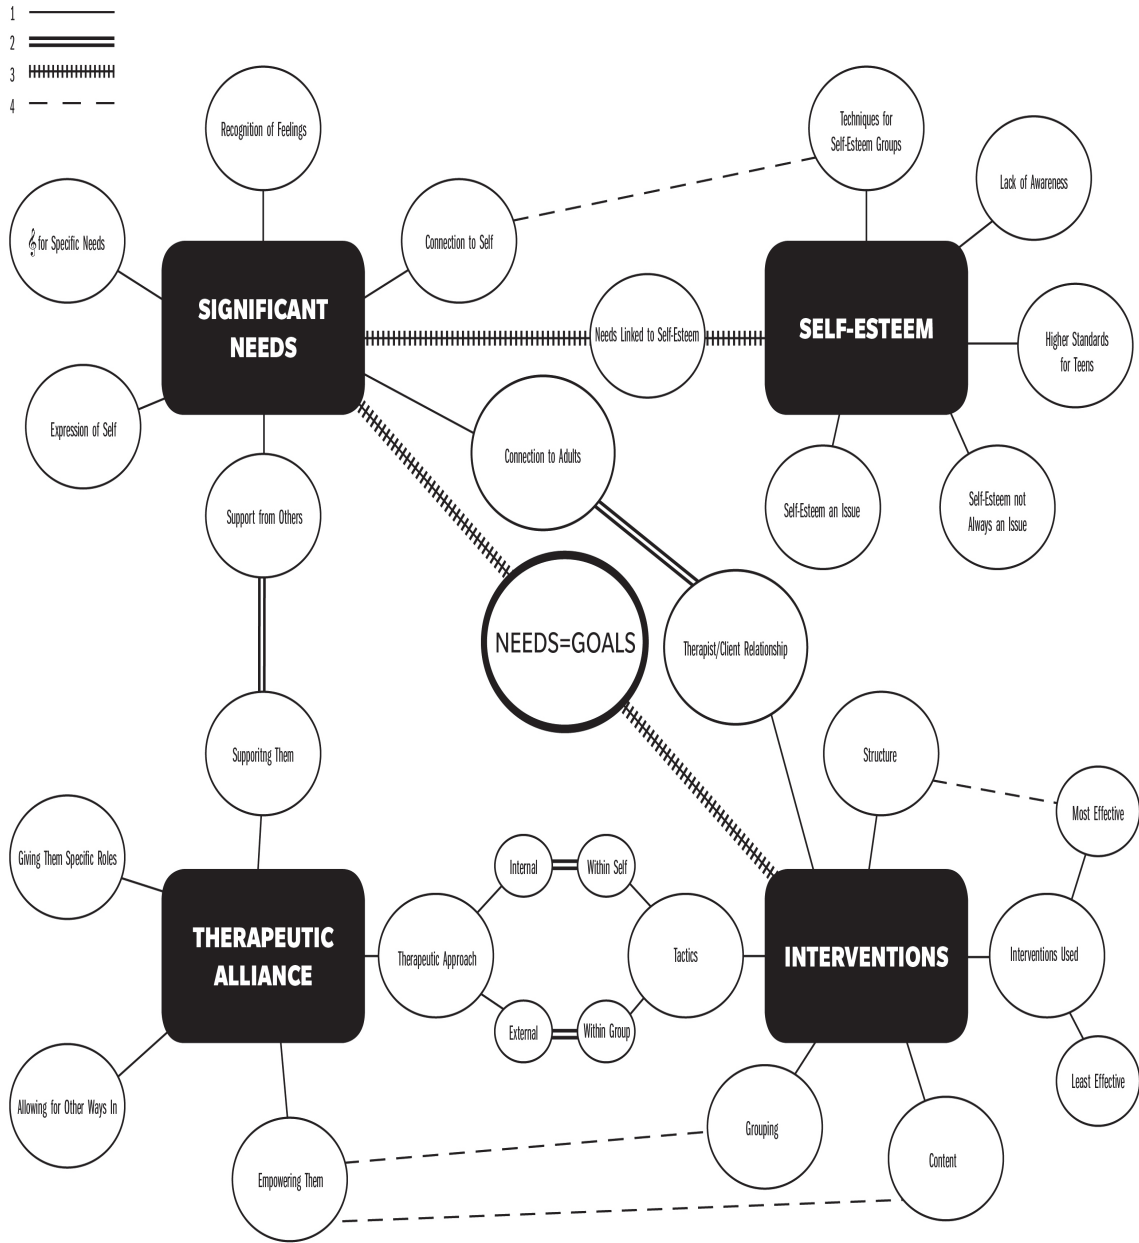 1
2
3
4
Recognition of Feelings
Techniques for
Self-Esteem Groups
Lack of Awareness
for Specific Needs
Connection to Self
SIGNIFICANT
NEEDS
Needs Linked to Self-Esteem
SELF-ESTEEM
Higher Standards
for Teens
Expression of Self
Connection to Adults
Support from Others
Self-Esteem an Issue
Self-Esteem not
Always an Issue
NEEDS=GOALS
Therapist/Client Relationship
Supporitng Them
Structure
Most Effective
Giving Them Specific Roles
Internal
Within Self
THERAPEUTIC
ALLIANCE
Therapeutic Approach
Tactics
INTERVENTIONS
Interventions Used
External
Within Group
Least Effective
Allowing for Other Ways In
Grouping
Content
Empowering Them